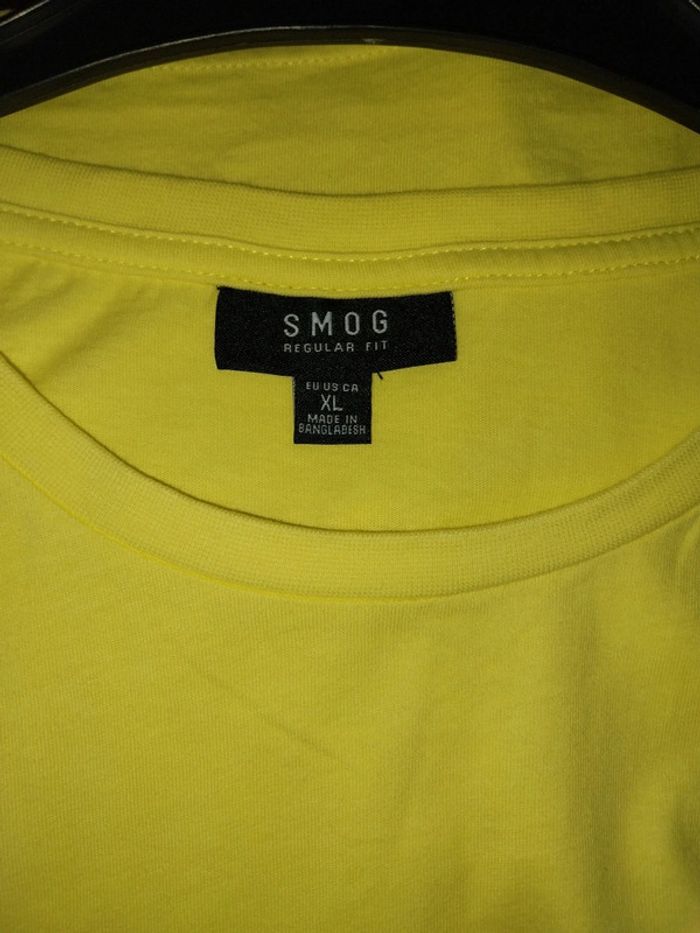 SMOG
REGULAR FIT
EU US CA
XL
MADE IN
BANGLADESH